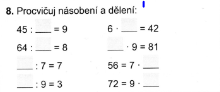 8. Procvičuj násobení a dělení:
45 : ___ = 9    6 · ___ = 42
64 : ___ = 8    ___ · 9 = 81
___ : 7 = 7    56 = 7 · ___
___ : 9 = 3    72 = 9 · ___